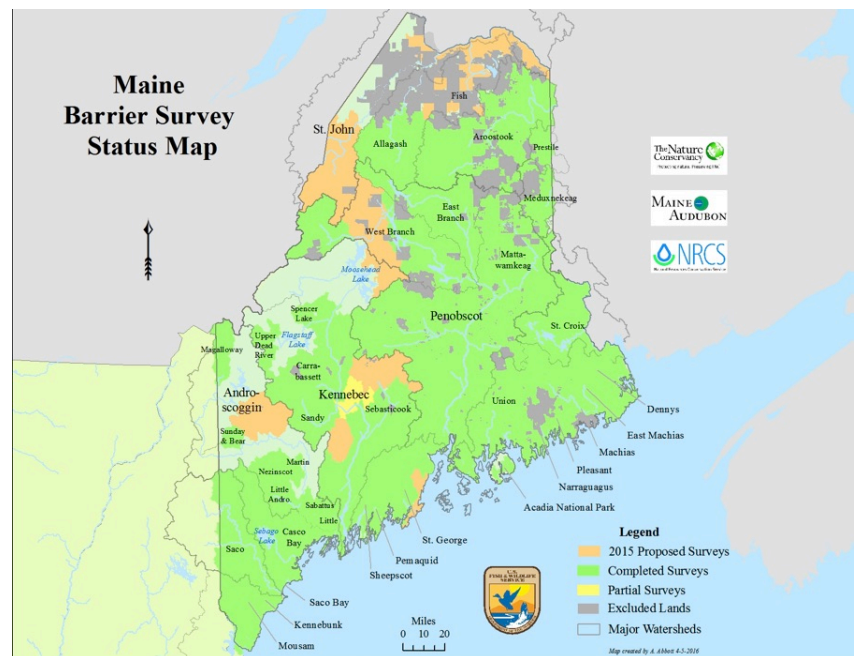 Maine
Barrier Survey
Status Map
St. John
Fish
Allagash
Aroostook
Prestile
The Nature
Conservancy
Meduxnekeag
East
Branch
MAINE
AUDUBON
West Branch
Matta-
wamkeag
NRCS
Moosehead
Lake
Spencer
Lake
Penobscot
St. Croix
Magalloway
Upper
Dead
River
Flagstaff
Lake
Carra-
bassett
Andro-
scoggin
Kennebec
Sebasticook
Union
Dennys
Sandy
East Machias
Sunday
& Bear
Machias
Pleasant
Martin
Nezinscot
Narraguagus
Little
Andro.
Acadia National Park
Sabattus
Little
St. George
Sebago
Lake
Casco
Bay
Saco
Pemaquid
Sheepscot
Saco Bay
Kennebunk
Mousam
U.S.
FISH & WILDLIFE
SERVICE
Miles
0 10 20
Legend
2015 Proposed Surveys
Completed Surveys
Partial Surveys
Excluded Lands
Major Watersheds
Map created by A. Abbott 4-5-2016